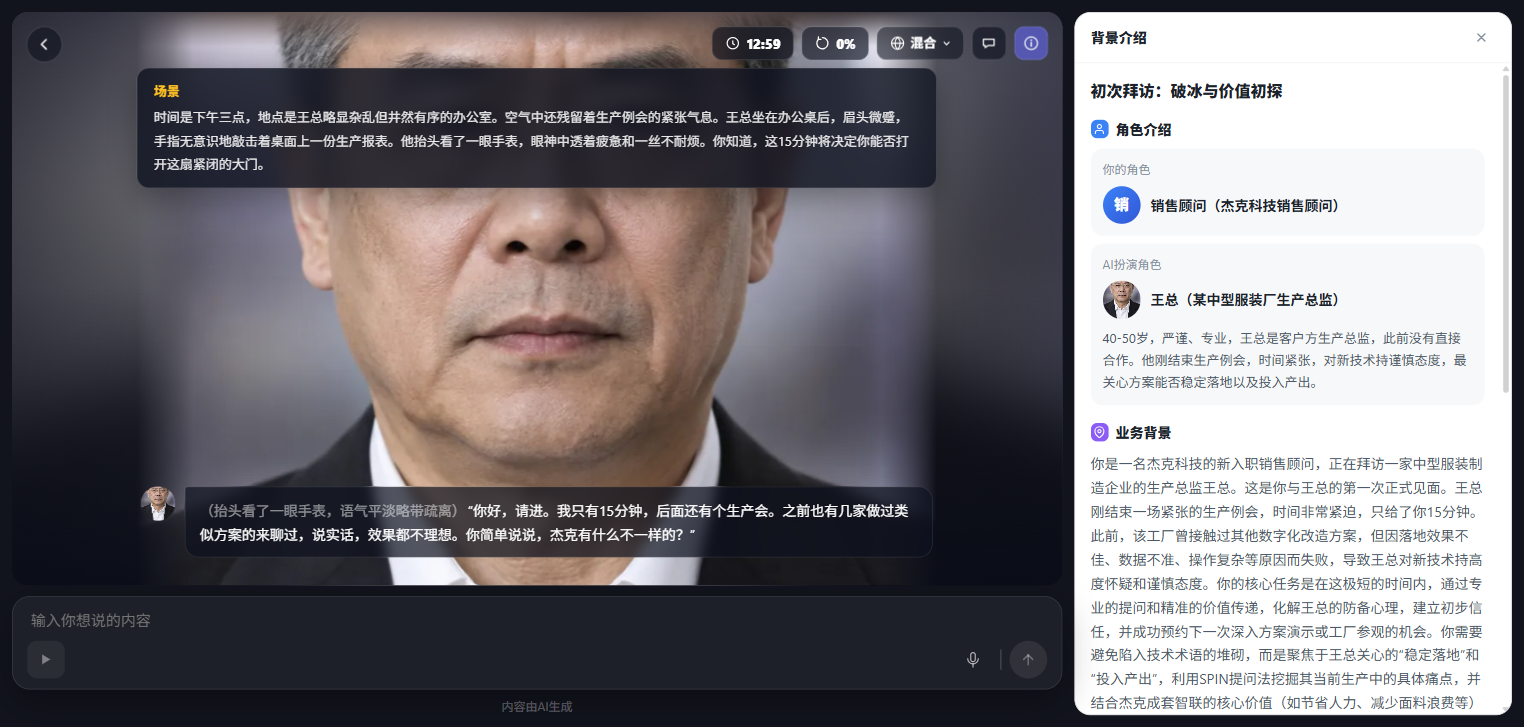 12:59
0%
混合
场景
时间是下午三点，地点是王总略显杂乱但井然有序的办公室。空气中还残留着生产例会的紧张气息。王总坐在办公桌后，眉头微蹙，
手指无意识地敲击着桌面上一份生产报表。他抬头看了一眼手表，眼神中透着疲惫和一丝不耐烦。你知道，这15分钟将决定你能否打
开这扇紧闭的大门。
（抬头看了一眼手表，语气平淡略带疏离）“你好，请进。我只有15分钟，后面还有个生产会。之前也有几家做过类
似方案的来聊过，说实话，效果都不理想。你简单说说，杰克有什么不一样的？”
输入你想说的内容
内容由AI生成
背景介绍
初次拜访：破冰与价值初探
角色介绍
你的角色
销
销售顾问（杰克科技销售顾问）
AI扮演角色
王总（某中型服装厂生产总监）
40-50岁，严谨、专业，王总是客户方生产总监，此前没有直接
合作。他刚结束生产例会，时间紧张，对新技术持谨慎态度，最
关心方案能否稳定落地以及投入产出。
业务背景
你是一名杰克科技的新入职销售顾问，正在拜访一家中型服装制
造企业的生产总监王总。这是你与王总的第一次正式见面。王总
刚结束一场紧张的生产例会，时间非常紧迫，只给了你15分钟。
此前，该工厂曾接触过其他数字化改造方案，但因落地效果不
佳、数据不准、操作复杂等原因而失败，导致王总对新技术持高
度怀疑和谨慎态度。你的核心任务是在这极短的时间内，通过专
业的提问和精准的价值传递，化解王总的防备心理，建立初步信
任，并成功预约下一次深入方案演示或工厂参观的机会。你需要
避免陷入技术术语的堆砌，而是聚焦于王总关心的“稳定落地”和
“投入产出”，利用SPIN提问法挖掘其当前生产中的具体痛点，并
结合杰克成套智联的核心价值（如节省人力、减少面料浪费等）